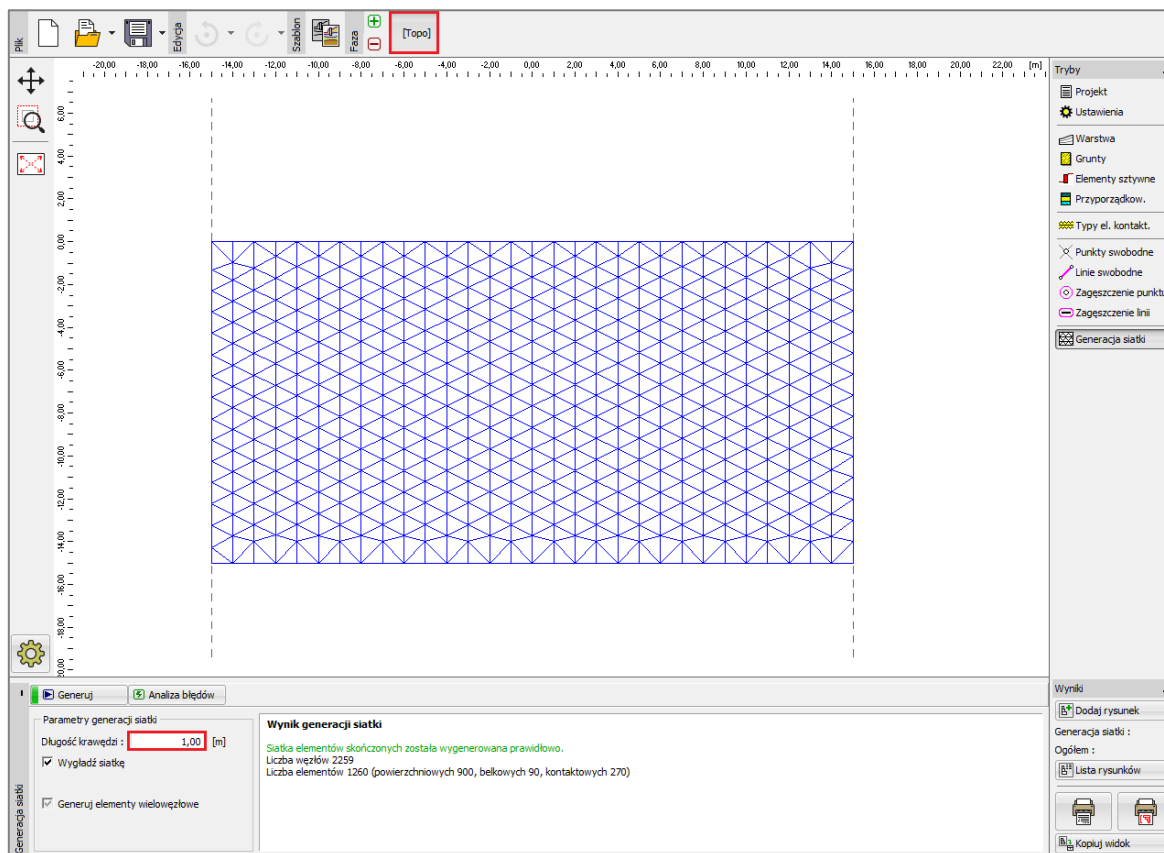 Plik
Edycja
Szablon
Faza
[Topo]
-20,00 -18,00 -16,00 -14,00 -12,00 -10,00 -8,00 -6,00 -4,00 -2,00 0,00 2,00 4,00 6,00 8,00 10,00 12,00 14,00 16,00 18,00 20,00 22,00 [m]
6,00
4,00
2,00
0,00
-2,00
-4,00
-6,00
-8,00
-10,00
-12,00
-14,00
-16,00
-18,00
20,00
Tryby
Projekt
Ustawienia
Warstwa
Grunty
Elementy sztywne
Przyporządkow.
Typy el. kontakt.
Punkty swobodne
Linie swobodne
Zagęszczenie punktu
Zagęszczenie linii
Generacja siatki
Generacja siatki
Generuj
Analiza błędów
Parametry generacji siatki
Długość krawędzi : 1,00 [m]
Wygładź siatkę
Generuj elementy wielowęzłowe
Wynik generacji siatki
Siatka elementów skończonych została wygenerowana prawidłowo.
Liczba węzłów 2259
Liczba elementów 1260 (powierzchniowych 900, belkowych 90, kontaktowych 270)
Wyniki
Dodaj rysunek
Generacja siatki :
Ogółem :
Lista rysunków
Kopiuj widok